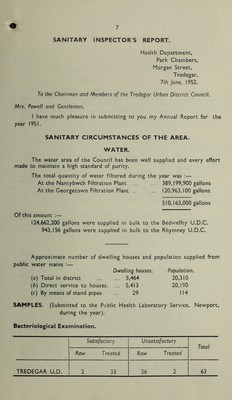 7
SANITARY INSPECTOR'S REPORT.
Health Department,
Park Chambers,
Morgan Street,
Tredegar.
7th June, 1952.
To the Chairman and Members of the Tredegar Urban District Council.
Mrs. Powell and Gentlemen,
I have much pleasure in submitting to you my Annual Report for the
year 1951.
SANITARY CIRCUMSTANCES OF THE AREA.
WATER.
The water area of the Council has been well supplied and every effort
made to maintain a high standard of purity.
The total quantity of water filtered during the year was :—
At the Nantybwch Filtration Plant ... ... 389,199,900 gallons
At the Georgetown Filtration Plant ... ... 120,963,100 gallons
510,163,000 gallons
Of this amount :—
124,662,200 gallons were supplied in bulk to the Bedwellty U.D.C.
943,156 gallons were supplied in bulk to the Rhymney U.D.C.
Approximate number of dwelling houses and population supplied from
public water mains :—
Dwelling houses. Population.
(a) Total in district ... ... 5,464 20,310
(b) Direct service to houses. ... 5,413 20,190
(c) By means of stand pipes ... 29 114
SAMPLES. (Submitted to the Public Health Laboratory Service, Newport,
during the year).
Bacteriological Examination.
Satisfactory Unsatisfactory Total
Raw Treated Raw Treated
TREDEGAR U.D. 2 33 26 2 63